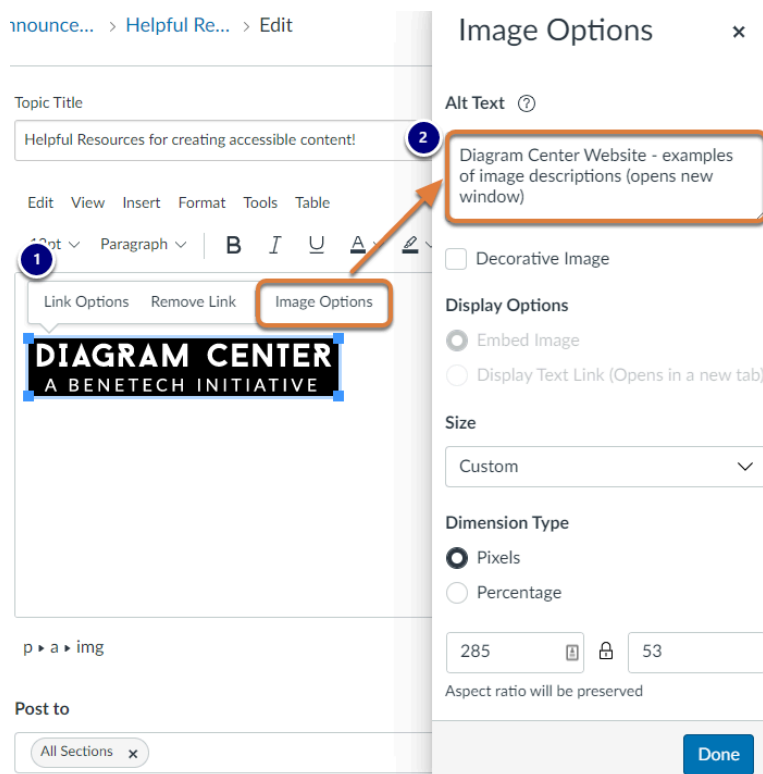 nnounce... > Helpful Re... > Edit
Topic Title
Helpful Resources for creating accessible content!
Edit View Insert Format Tools Table
Paragraph B I U A
1
Link Options Remove Link Image Options
DIAGRAM CENTER
A BENETECH INITIATIVE
p ▸ a ▸ img
Post to
All Sections ×
Image Options ×
Alt Text ?
2
Diagram Center Website - examples
of image descriptions (opens new
window)
Decorative Image
Display Options
Embed Image
Display Text Link (Opens in a new tab)
Size
Custom
Dimension Type
Pixels
Percentage
285 53
Aspect ratio will be preserved
Done